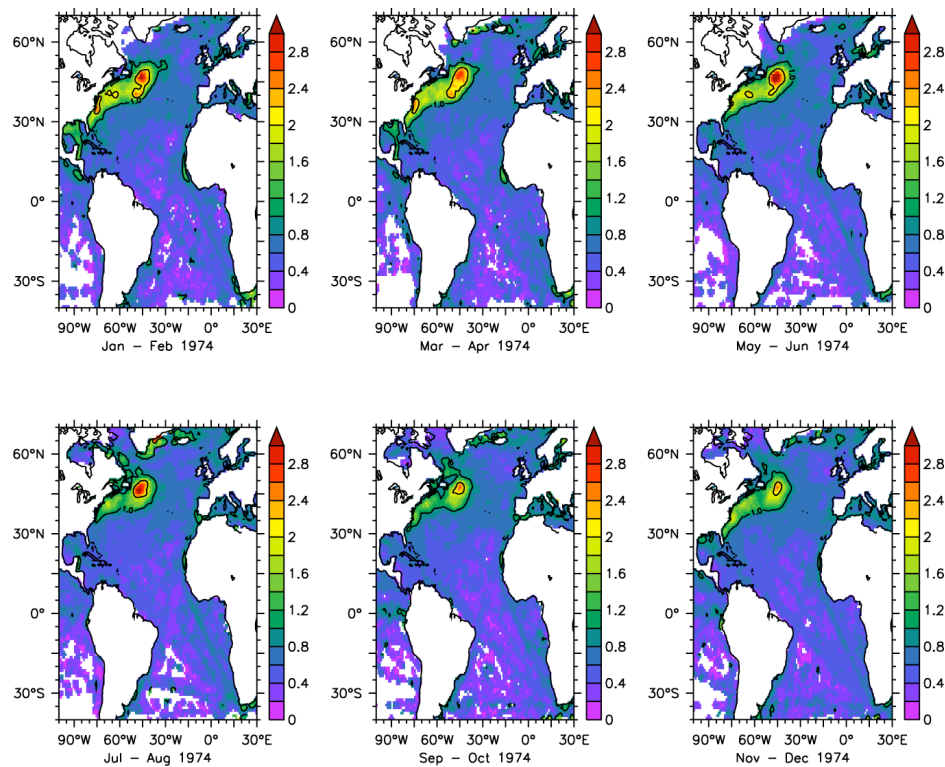 60°N
30°N
0°
30°S
90°W 60°W 30°W 0° 30°E
Jan − Feb 1974
2.8
2.4
2
1.6
1.2
0.8
0.4
0
1.0
60°N
30°N
0°
30°S
90°W 60°W 30°W 0° 30°E
Mar − Apr 1974
2.8
2.4
2
1.6
1.2
0.8
0.4
0
1.0
60°N
30°N
0°
30°S
90°W 60°W 30°W 0° 30°E
May − Jun 1974
2.8
2.4
2
1.6
1.2
0.8
0.4
0
60°N
30°N
0°
30°S
90°W 60°W 30°W 0° 30°E
Jul − Aug 1974
2.8
2.4
2
1.6
1.2
0.8
0.4
0
60°N
30°N
0°
30°S
90°W 60°W 30°W 0° 30°E
Sep − Oct 1974
2.8
2.4
2
1.6
1.2
0.8
0.4
0
60°N
30°N
0°
30°S
90°W 60°W 30°W 0° 30°E
Nov − Dec 1974
2.8
2.4
2
1.6
1.2
0.8
0.4
0